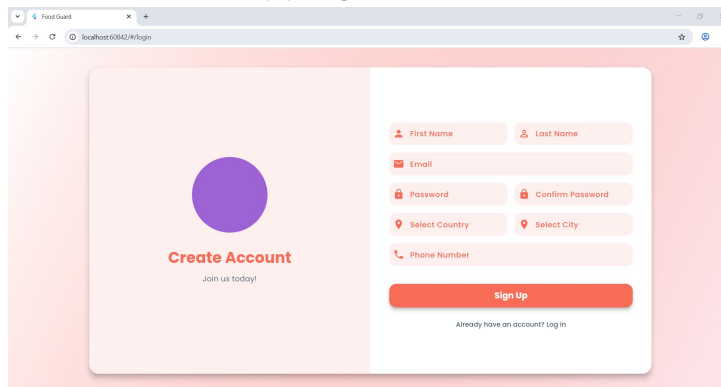 Food Guard
localhost:60842/#/login
Create Account
Join us today!
First Name
Last Name
Email
Password
Confirm Password
Select Country
Select City
Phone Number
Sign Up
Already have an account? Log in